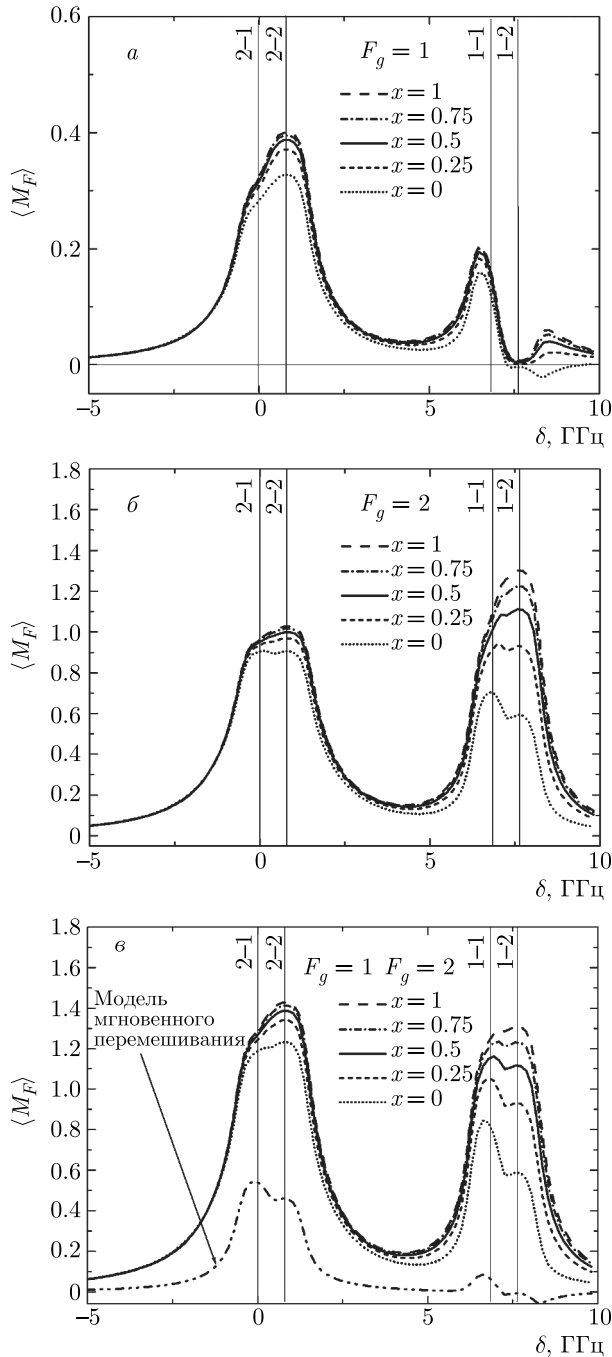 а
2–1
2–2
F_g = 1
1–1
1–2
x = 1
x = 0.75
x = 0.5
x = 0.25
x = 0
⟨M_F⟩
0.6
0.4
0.2
0
−5
0
5
10
δ, ГГц
б
2–1
2–2
F_g = 2
1–1
1–2
x = 1
x = 0.75
x = 0.5
x = 0.25
x = 0
⟨M_F⟩
1.8
1.6
1.4
1.2
1.0
0.8
0.6
0.4
0.2
0
−5
0
5
10
δ, ГГц
в
2–1
2–2
F_g = 1 F_g = 2
1–1
1–2
Модель
мгновенного
перемешивания
x = 1
x = 0.75
x = 0.5
x = 0.25
x = 0
⟨M_F⟩
1.8
1.6
1.4
1.2
1.0
0.8
0.6
0.4
0.2
0
−5
0
5
10
δ, ГГц